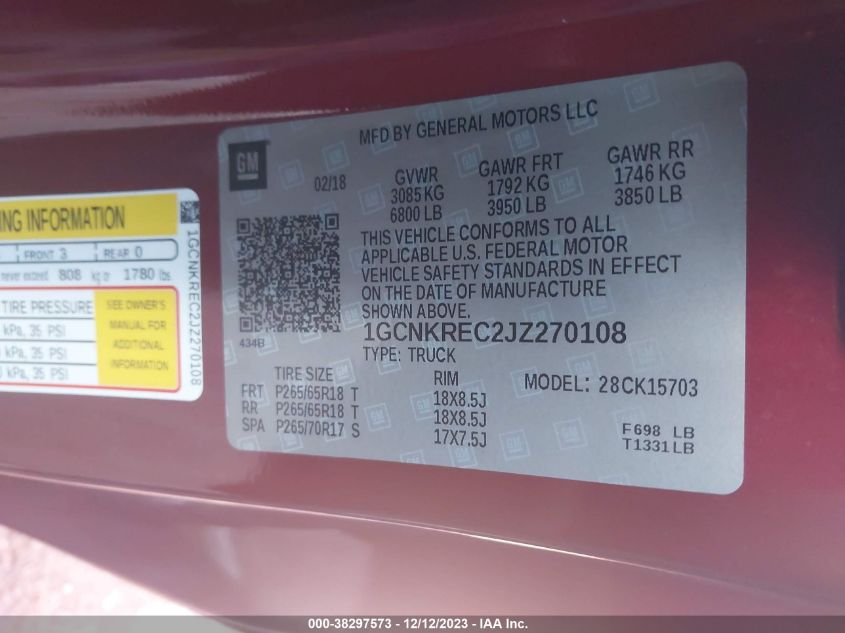 GM
MFD BY GENERAL MOTORS LLC
02/18
GVWR GAWR FRT GAWR RR
3085 KG 1792 KG 1746 KG
6800 LB 3950 LB 3850 LB
THIS VEHICLE CONFORMS TO ALL
APPLICABLE U.S. FEDERAL MOTOR
VEHICLE SAFETY STANDARDS IN EFFECT
ON THE DATE OF MANUFACTURE
SHOWN ABOVE.
1GCNKREC2JZ270108
434B
TYPE: TRUCK
TIRE SIZE RIM MODEL: 28CK15703
FRT P265/65R18 T 18X8.5J
RR P265/65R18 T 18X8.5J
SPA P265/70R17 S 17X7.5J
F698 LB
T1331LB
INFORMATION
FRONT 3 REAR 0
never exceed 808 kg or 1780 lbs
TIRE PRESSURE
kPa, 35 PSI
kPa, 35 PSI
kPa, 35 PSI
SEE OWNER'S
MANUAL FOR
ADDITIONAL
INFORMATION
1GCNKREC2JZ270108
000-38297573 - 12/12/2023 - IAA Inc.